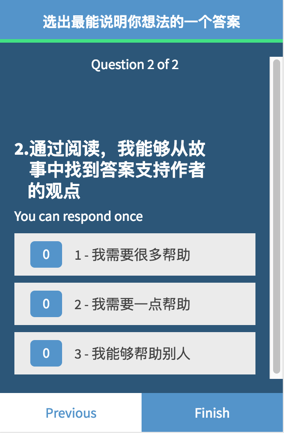 选出最能说明你想法的一个答案
Question 2 of 2
2.通过阅读，我能够从故
事中找到答案支持作者
的观点
You can respond once
0 1 - 我需要很多帮助
0 2 - 我需要一点帮助
0 3 - 我能够帮助别人
Previous Finish